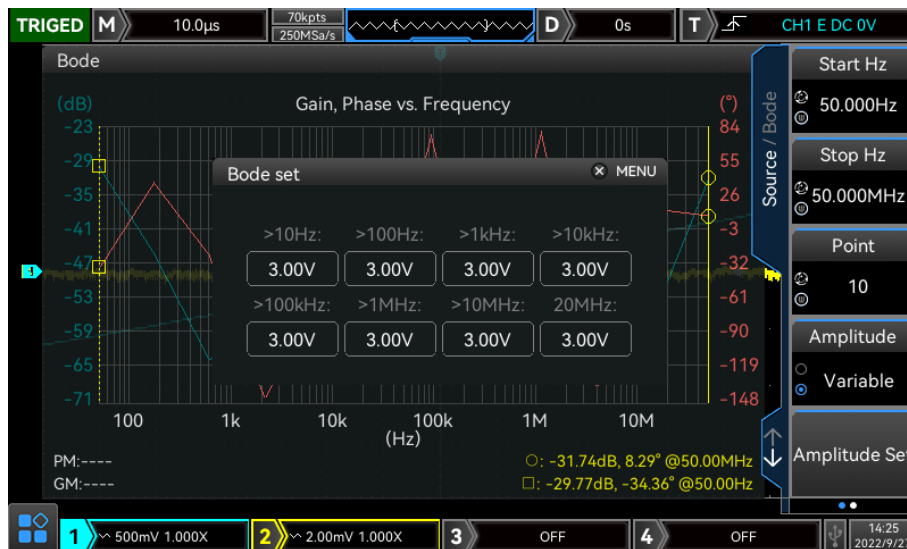 TRIGED M 10.0µs 70kpts D 0s T CH1 E DC 0V
250MSa/s
Bode
Gain, Phase vs. Frequency
(dB) (°)
-23 84
-29 55
-35 26
-41 -3
-47 -32
-53 -61
-59 -90
-65 -119
-71 -148
Bode set MENU
>10Hz: >100Hz: >1kHz: >10kHz:
3.00V 3.00V 3.00V 3.00V
>100kHz: >1MHz: >10MHz: 20MHz:
3.00V 3.00V 3.00V 3.00V
100 1k 10k 100k 1M 10M
(Hz)
PM:---- ○: -31.74dB, 8.29° @50.00MHz
GM:---- □: -29.77dB, -34.36° @50.00Hz
Source / Bode
Start Hz
50.000Hz
Stop Hz
50.000MHz
Point
10
Amplitude
Variable
Amplitude Set
1 500mV 1.000X 2 2.00mV 1.000X 3 OFF 4 OFF 14:25
2022/9/27